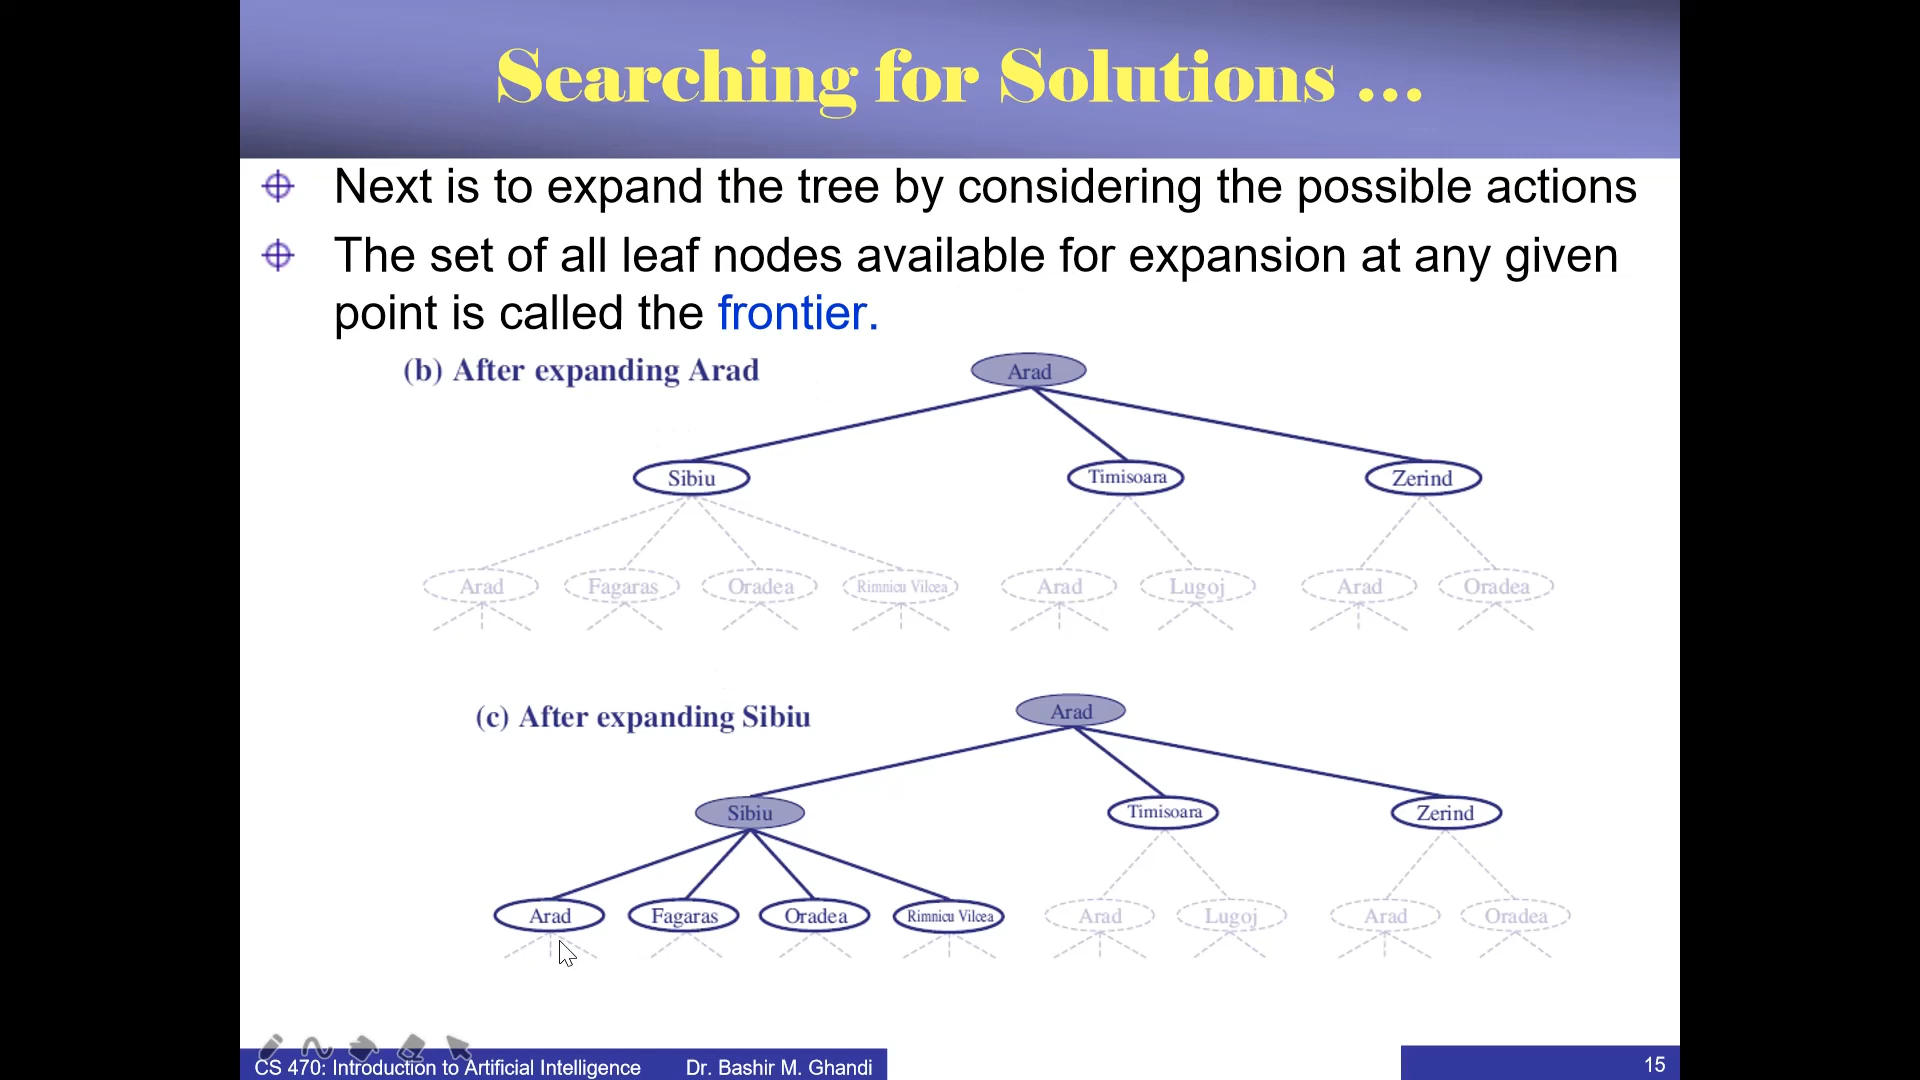 Searching for Solutions ...
Next is to expand the tree by considering the possible actions
The set of all leaf nodes available for expansion at any given
point is called the frontier.
(b) After expanding Arad
Arad
Sibiu Timisoara Zerind
Arad Fagaras Oradea Rimnicu Vilcea Arad Lugoj Arad Oradea
(c) After expanding Sibiu
Arad
Sibiu Timisoara Zerind
Arad Fagaras Oradea Rimnicu Vilcea Arad Lugoj Arad Oradea
CS 470: Introduction to Artificial Intelligence Dr. Bashir M. Ghandi 15